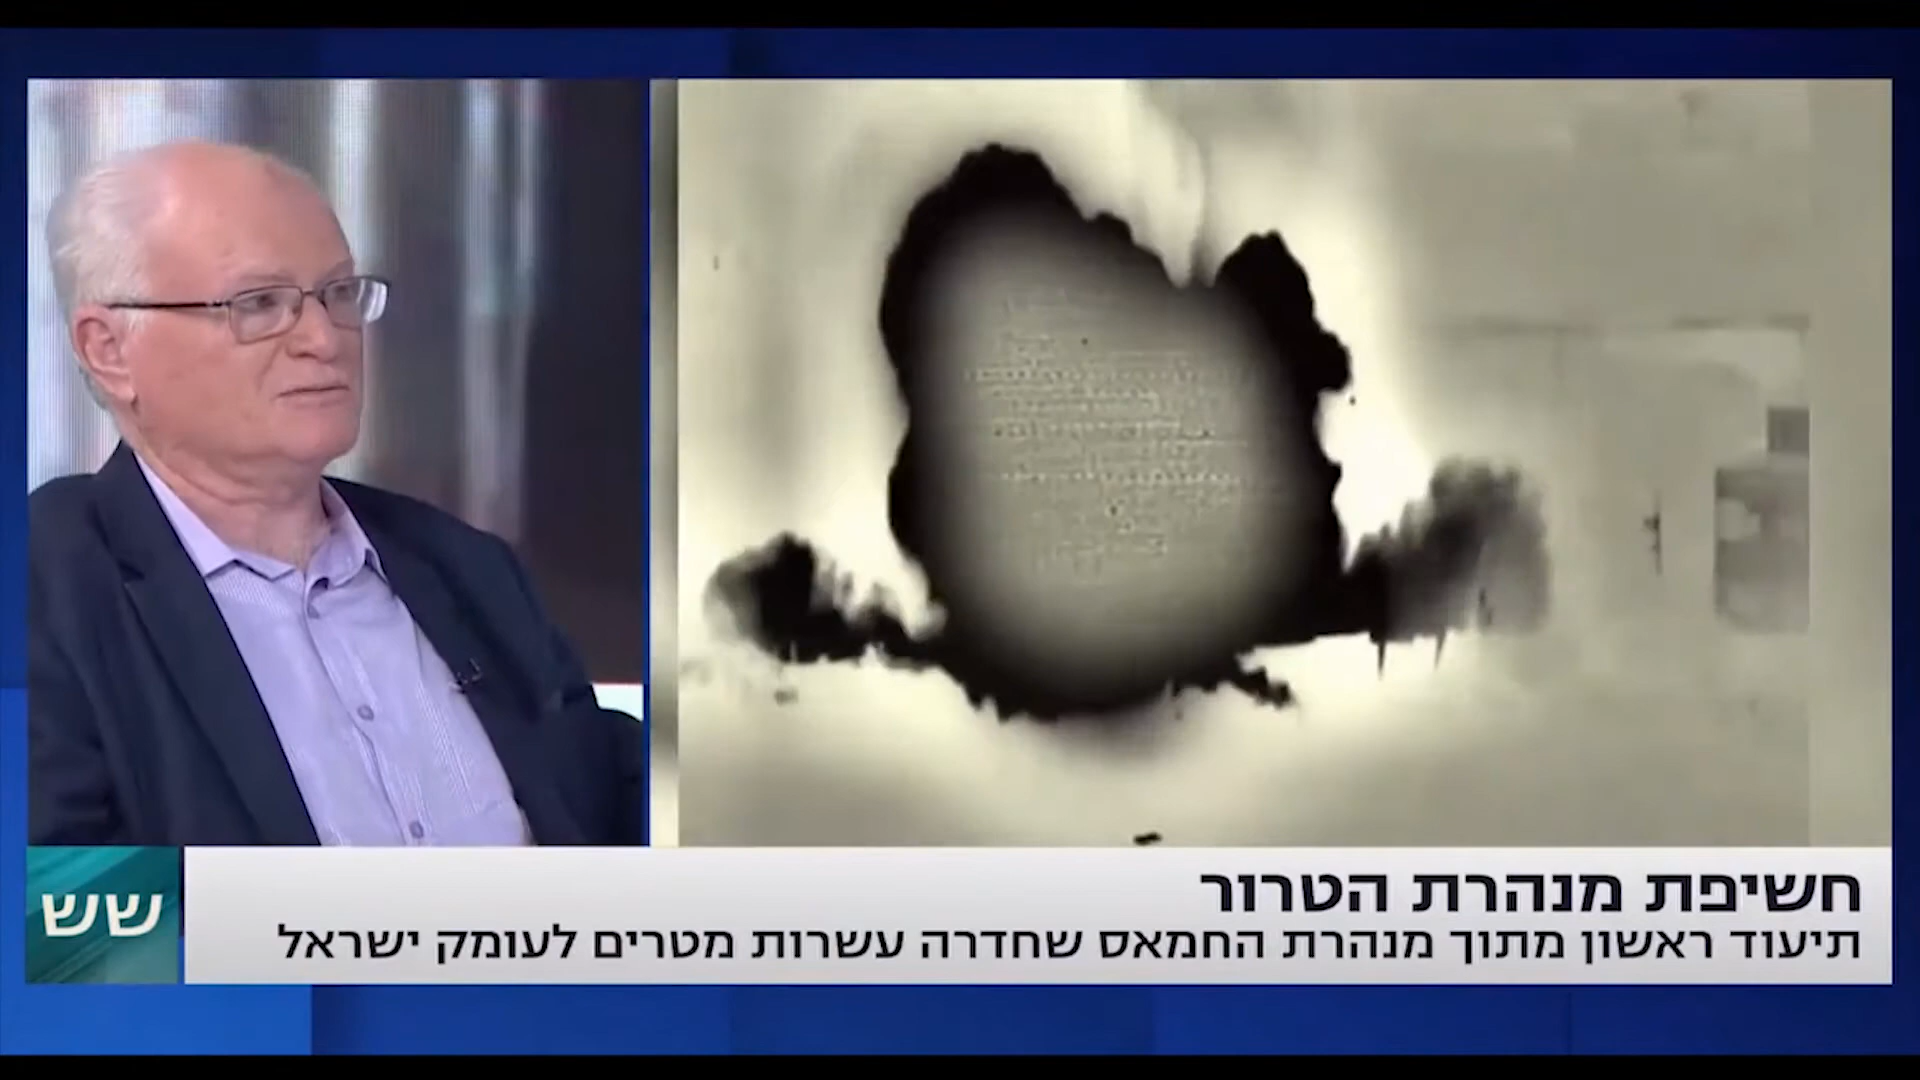 חשיפת מנהרת הטרור
תיעוד ראשון מתוך מנהרת החמאס שחדרה עשרות מטרים לעומק ישראל
שש